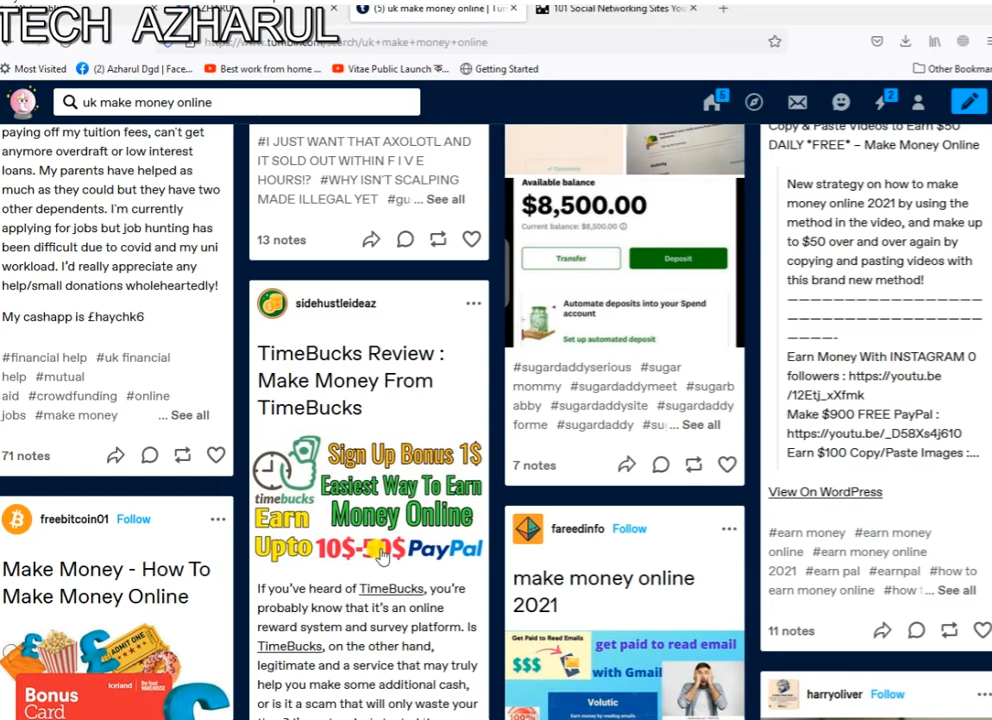 TECH AZHARUL
(5) uk make money online | Tum
101 Social Networking Sites You
https://www.tumblr.com/search/uk+make+money+online
Most Visited
(2) Azharul Dgd | Face...
Best work from home ...
Vitae Public Launch
Getting Started
Other Bookmar
uk make money online
5
2
paying off my tuition fees, can't get
anymore overdraft or low interest
loans. My parents have helped as
much as they could but they have two
other dependents. I'm currently
applying for jobs but job hunting has
been difficult due to covid and my uni
workload. I'd really appreciate any
help/small donations wholeheartedly!
My cashapp is £haychk6
#financial help #uk financial
help #mutual
aid #crowdfunding #online
jobs #make money
... See all
71 notes
freebitcoin01 Follow
Make Money - How To
Make Money Online
ADMIT ONE
Iceland
Bonus
Card
#I JUST WANT THAT AXOLOTL AND
IT SOLD OUT WITHIN F I V E
HOURS!? #WHY ISN'T SCALPING
MADE ILLEGAL YET #gu ... See all
13 notes
sidehustleideaz
TimeBucks Review :
Make Money From
TimeBucks
timebucks
Sign Up Bonus 1$
Easiest Way To Earn
Money Online
Earn
Upto 10$-50$ PayPal
If you've heard of TimeBucks, you're
probably know that it's an online
reward system and survey platform. Is
TimeBucks, on the other hand,
legitimate and a service that may truly
help you make some additional cash,
or is it a scam that will only waste your
Available balance
$8,500.00
Current balance: $8,500.00
Transfer
Deposit
Automate deposits into your Spend
account
Set up automated deposit
#sugardaddyserious #sugar
mommy #sugardaddymeet #sugarb
abby #sugardaddysite #sugardaddy
forme #sugardaddy #su... See all
7 notes
fareedinfo Follow
make money online
2021
Get Paid to Read Emails
$$$
get paid to read email
with Gmail
Volutic
100%
Copy & Paste Videos to Earn $50
DAILY *FREE* – Make Money Online
New strategy on how to make
money online 2021 by using the
method in the video, and make up
to $50 over and over again by
copying and pasting videos with
this brand new method!
—————————————————
—————————————————
————-
Earn Money With INSTAGRAM 0
followers : https://youtu.be
/12Etj_xXfmk
Make $900 FREE PayPal :
https://youtu.be/_D58Xs4j610
Earn $100 Copy/Paste Images :...
View On WordPress
#earn money #earn money
online #earn money online
2021 #earn pal #earnpal #how to
earn money online #how t... See all
11 notes
harryoliver Follow